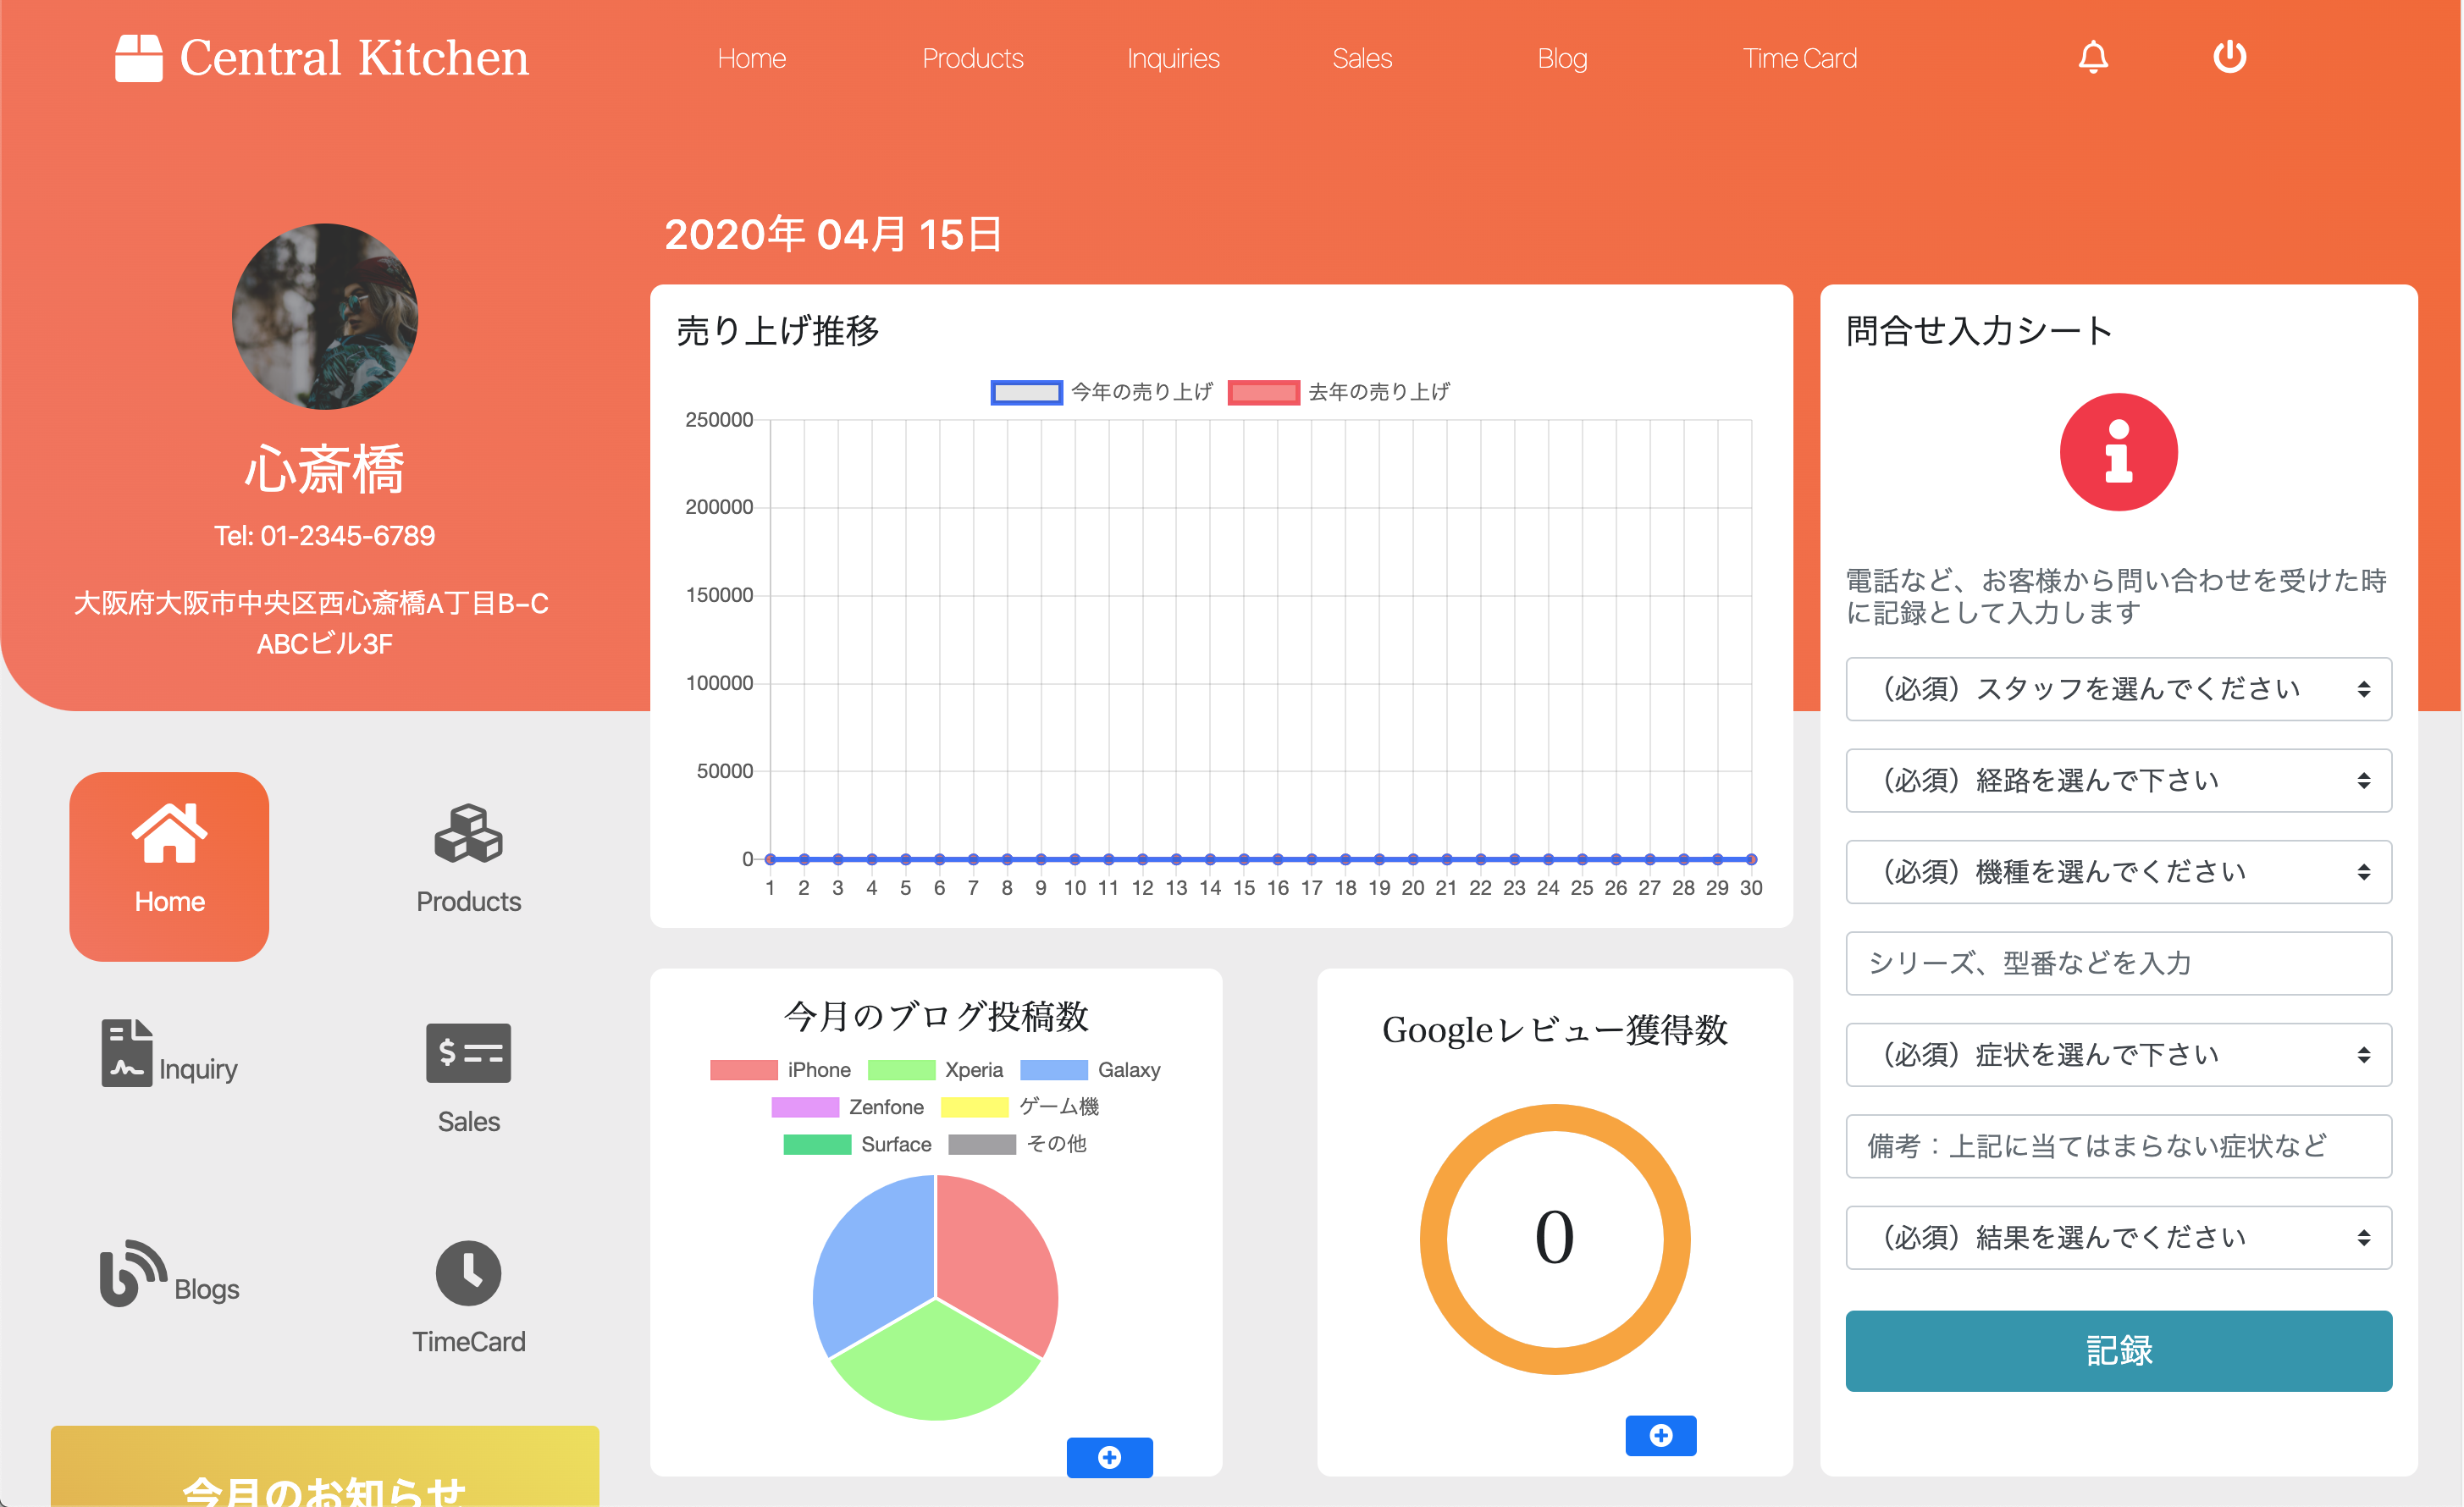 Central Kitchen
Home
Products
Inquiries
Sales
Blog
Time Card
心斎橋
Tel: 01-2345-6789
大阪府大阪市中央区西心斎橋A丁目B−C
ABCビル3F
Home
Products
Inquiry
Sales
Blogs
TimeCard
今月のお知らせ
2020年 04月 15日
売り上げ推移
今年の売り上げ 去年の売り上げ
250000
200000
150000
100000
50000
0
1 2 3 4 5 6 7 8 9 10 11 12 13 14 15 16 17 18 19 20 21 22 23 24 25 26 27 28 29 30
今月のブログ投稿数
iPhone Xperia Galaxy
Zenfone ゲーム機
Surface その他
Googleレビュー獲得数
0
問合せ入力シート
電話など、お客様から問い合わせを受けた時
に記録として入力します
（必須）スタッフを選んでください
（必須）経路を選んで下さい
（必須）機種を選んでください
シリーズ、型番などを入力
（必須）症状を選んで下さい
備考：上記に当てはまらない症状など
（必須）結果を選んでください
記録